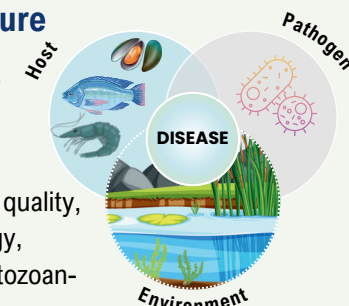 ure
Host
Pathogen
DISEASE
quality,
gy,
tozoan-
Environment